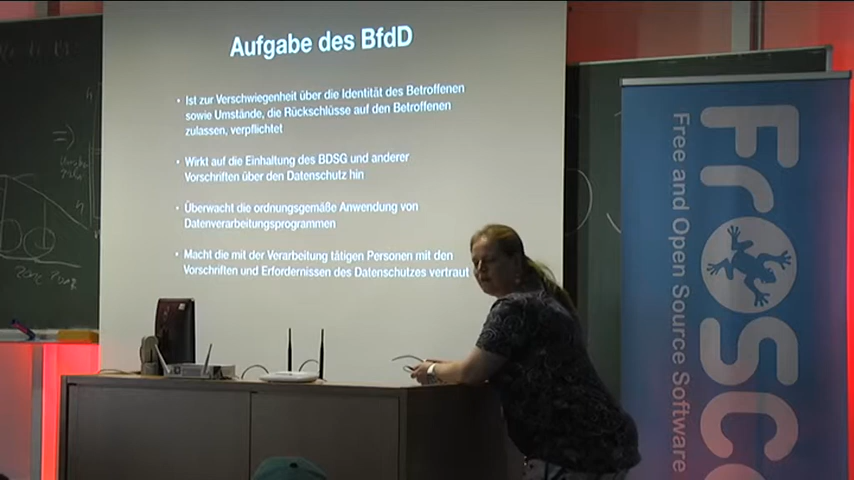 Aufgabe des BfdD
• Ist zur Verschwiegenheit über die Identität des Betroffenen
sowie Umstände, die Rückschlüsse auf den Betroffenen
zulassen, verpflichtet
• Wirkt auf die Einhaltung des BDSG und anderer
Vorschriften über den Datenschutz hin
• Überwacht die ordnungsgemäße Anwendung von
Datenverarbeitungsprogrammen
• Macht die mit der Verarbeitung tätigen Personen mit den
Vorschriften und Erfordernissen des Datenschutzes vertraut
Free and Open Source Software
FrOSC